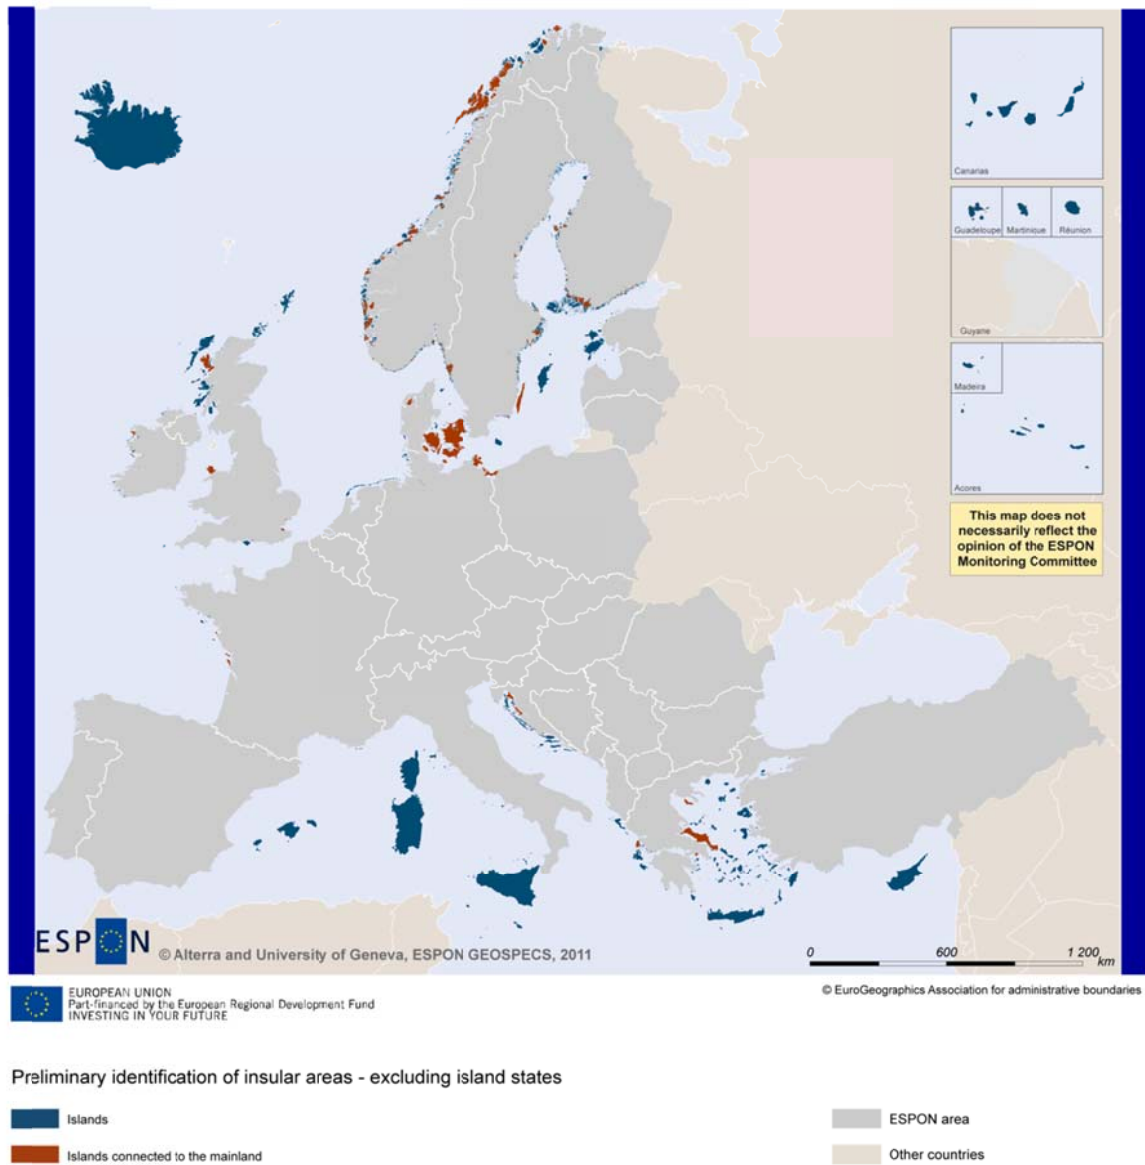 Canarias
Guadeloupe
Martinique
Réunion
Guyane
Madeira
Acores
This map does not
necessarily reflect the
opinion of the ESPON
Monitoring Committee
ESPON
© Alterra and University of Geneva, ESPON GEOSPECS, 2011
0 600 1 200
km
EUROPEAN UNION
Part-financed by the European Regional Development Fund
INVESTING IN YOUR FUTURE
© EuroGeographics Association for administrative boundaries
Preliminary identification of insular areas - excluding island states
Islands
ESPON area
Islands connected to the mainland
Other countries